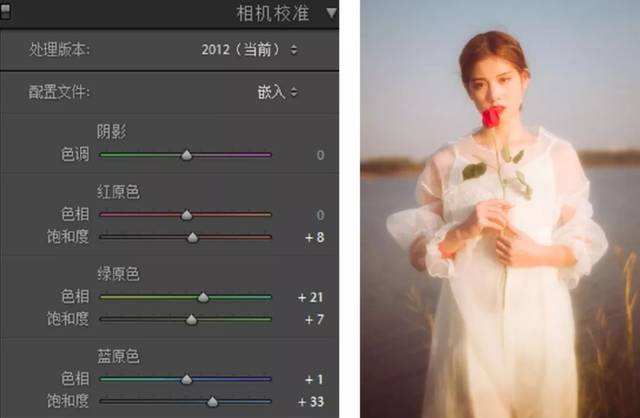 相机校准
处理版本: 2012（当前）
配置文件: 嵌入
阴影
色调 0
红原色
色相 0
饱和度 +8
绿原色
色相 +21
饱和度 +7
蓝原色
色相 +1
饱和度 +33